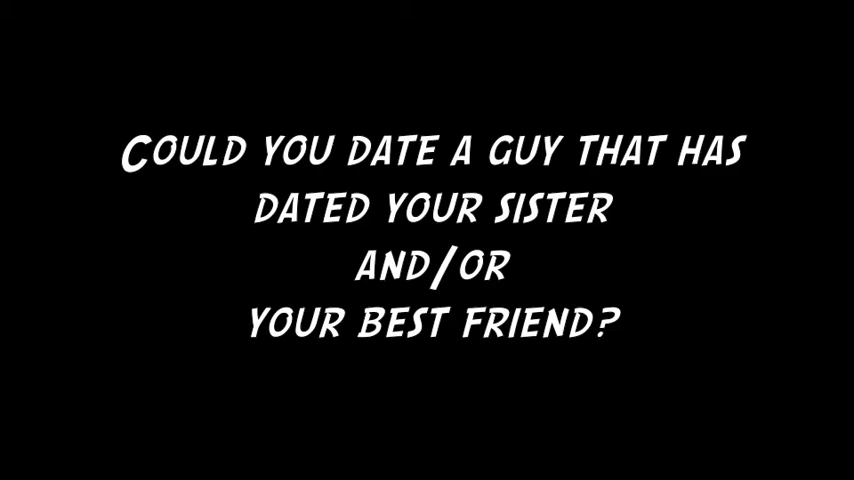 Could you date a guy that has
dated your sister
and/or
your best friend?